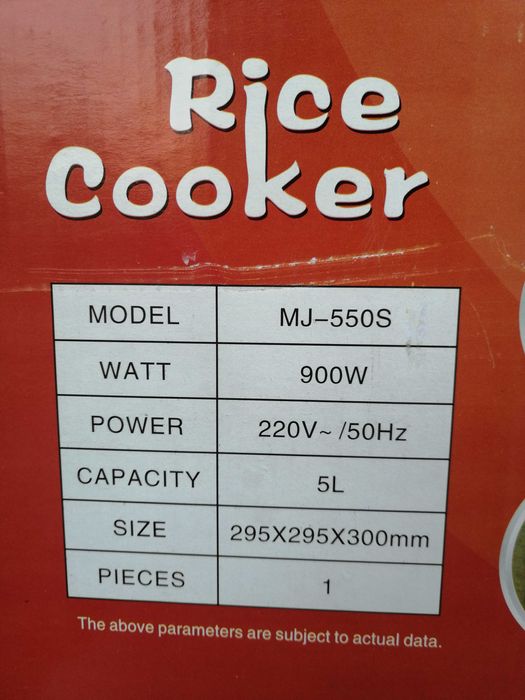 Rice
Cooker
MODEL MJ-550S
WATT 900W
POWER 220V~ /50Hz
CAPACITY 5L
SIZE 295X295X300mm
PIECES 1
The above parameters are subject to actual data.